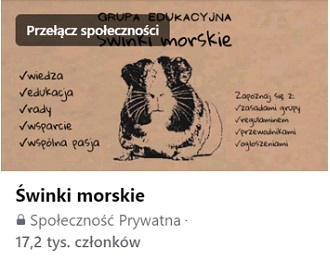 GRUPA EDUKACYJNA
Przełącz społeczności
Świnki morskie
✓wiedza
✓edukacja
✓rady
✓wsparcie
✓wspólna pasja
Zapoznaj się z:
✓zasadami grupy
✓regulaminem
✓przewodnikami
✓ogłoszeniami
Świnki morskie
Społeczność Prywatna ·
17,2 tys. członków